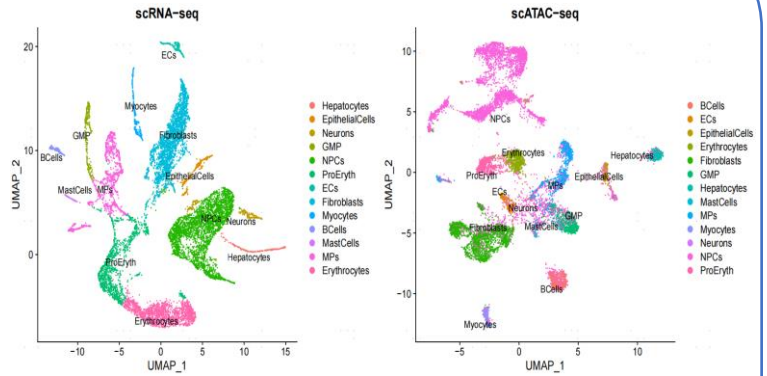 scRNA-seq
20
10
0
UMAP_2
-10
-5
0
5
10
15
UMAP_1
ECs
Myocytes
GMP
Fibroblasts
BCells
MastCells
MPs
EpithelialCells
NPCs
Neurons
Hepatocytes
ProEryth
Erythrocytes
Hepatocytes
EpithelialCells
Neurons
GMP
NPCs
ProEryth
ECs
Fibroblasts
Myocytes
BCells
MastCells
MPs
Erythrocytes
scATAC-seq
10
5
0
-5
-10
UMAP_2
-5
0
5
10
UMAP_1
NPCs
Erythrocytes
Hepatocytes
ProEryth
EpithelialCells
MPs
ECs
Neurons
GMP
Fibroblasts
MastCells
BCells
Myocytes
BCells
ECs
EpithelialCells
Erythrocytes
Fibroblasts
GMP
Hepatocytes
MastCells
MPs
Myocytes
Neurons
NPCs
ProEryth